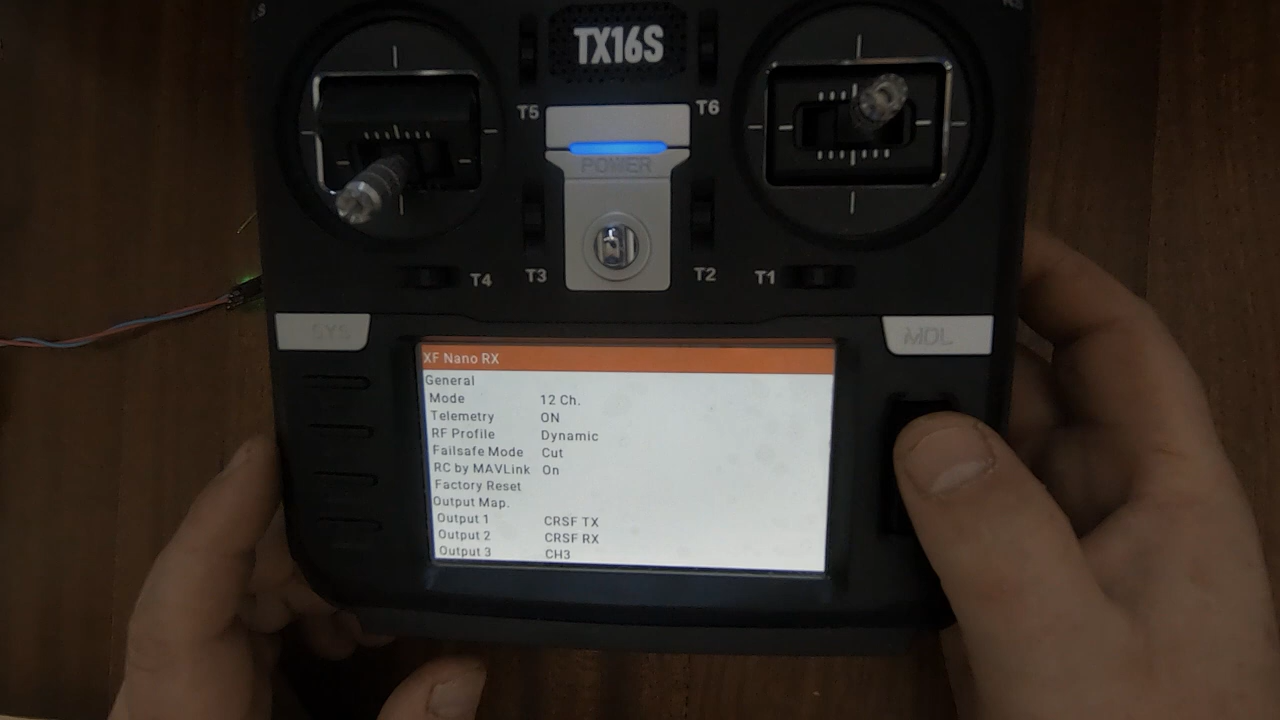 LS
RS
TX16S
T5
T6
POWER
T4
T3
T2
T1
SYS
MDL
XF Nano RX
General
Mode 12 Ch.
Telemetry ON
RF Profile Dynamic
Failsafe Mode Cut
RC by MAVLink On
Factory Reset
Output Map.
Output 1 CRSF TX
Output 2 CRSF RX
Output 3 CH3